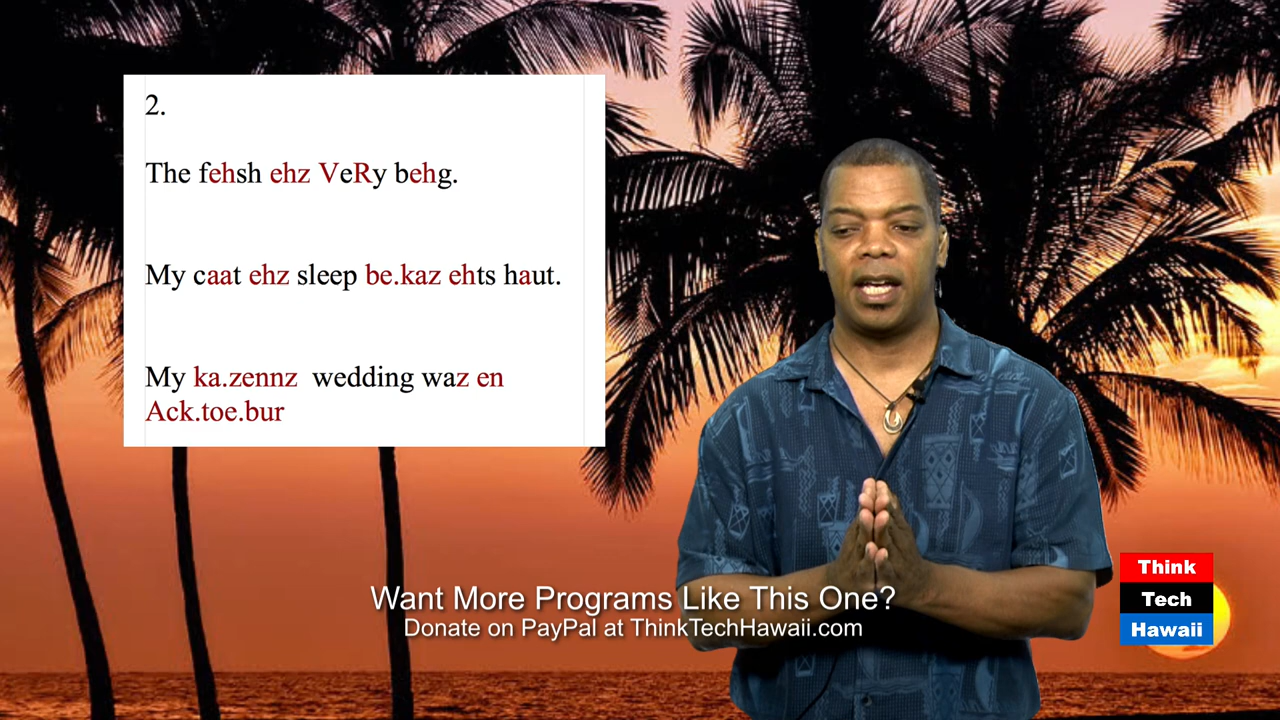 2.
The fehsh ehz VeRy behg.
My caat ehz sleep be.kaz ehts haut.
My ka.zennz wedding waz en
Ack.toe.bur
Want More Programs Like This One?
Donate on PayPal at ThinkTechHawaii.com
Think
Tech
Hawaii